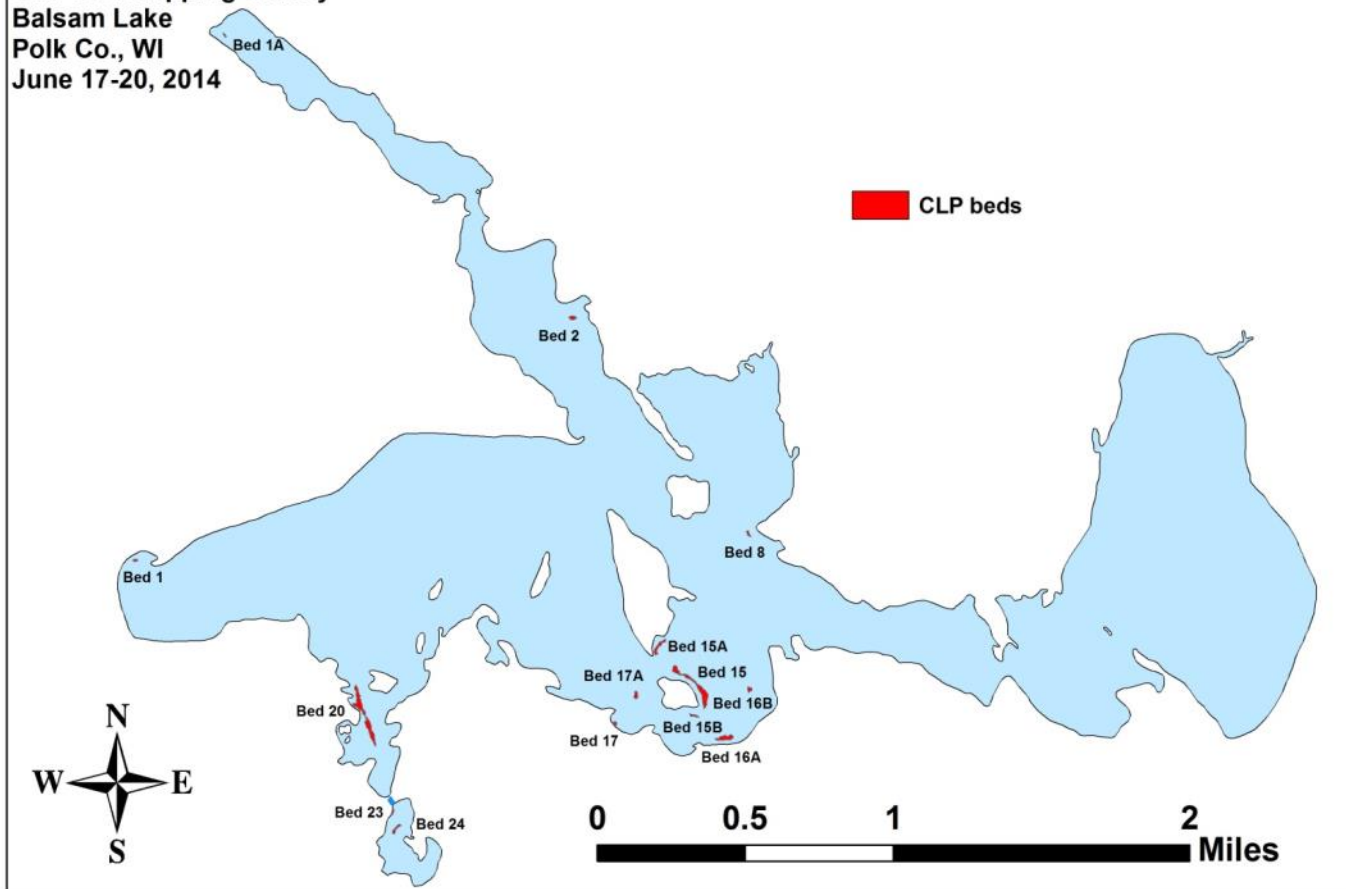 Balsam Lake
Polk Co., WI
June 17-20, 2014
Bed 1A
CLP beds
Bed 2
Bed 8
Bed 1
Bed 15A
Bed 17A
Bed 15
Bed 16B
Bed 20
Bed 15B
Bed 17
Bed 16A
N
W
E
S
Bed 23
Bed 24
0
0.5
1
2
Miles